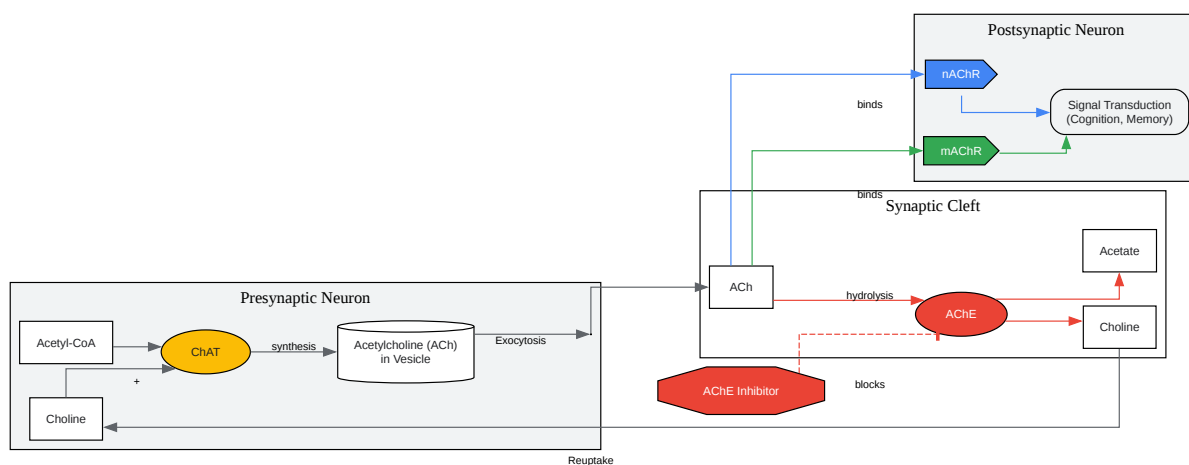 Postsynaptic Neuron
nAChR
Signal Transduction
(Cognition, Memory)
binds
mAChR
binds
Synaptic Cleft
Acetate
ACh
hydrolysis
AChE
Choline
Presynaptic Neuron
Acetyl-CoA
ChAT
synthesis
Acetylcholine (ACh)
in Vesicle
Exocytosis
+
Choline
AChE Inhibitor
blocks
Reuptake